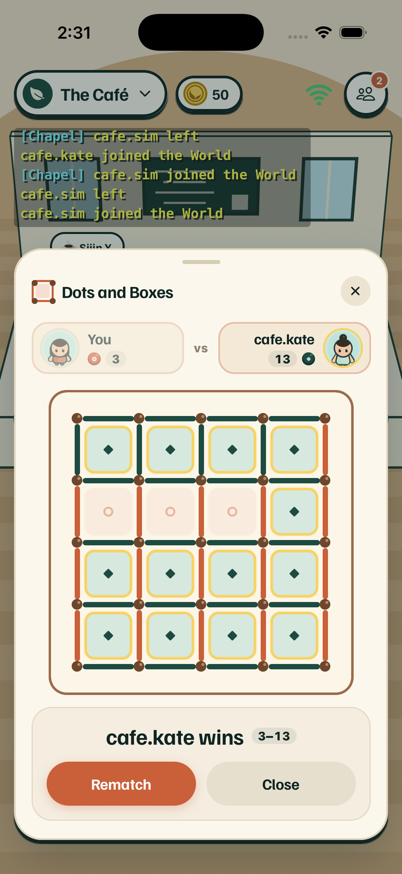 2:31
The Café
50
2
[Chapel] cafe.sim left
cafe.kate joined the World
[Chapel] cafe.sim joined the World
cafe.sim left
cafe.sim joined the World
Dots and Boxes
You
3
vs
cafe.kate
13
cafe.kate wins 3–13
Rematch
Close